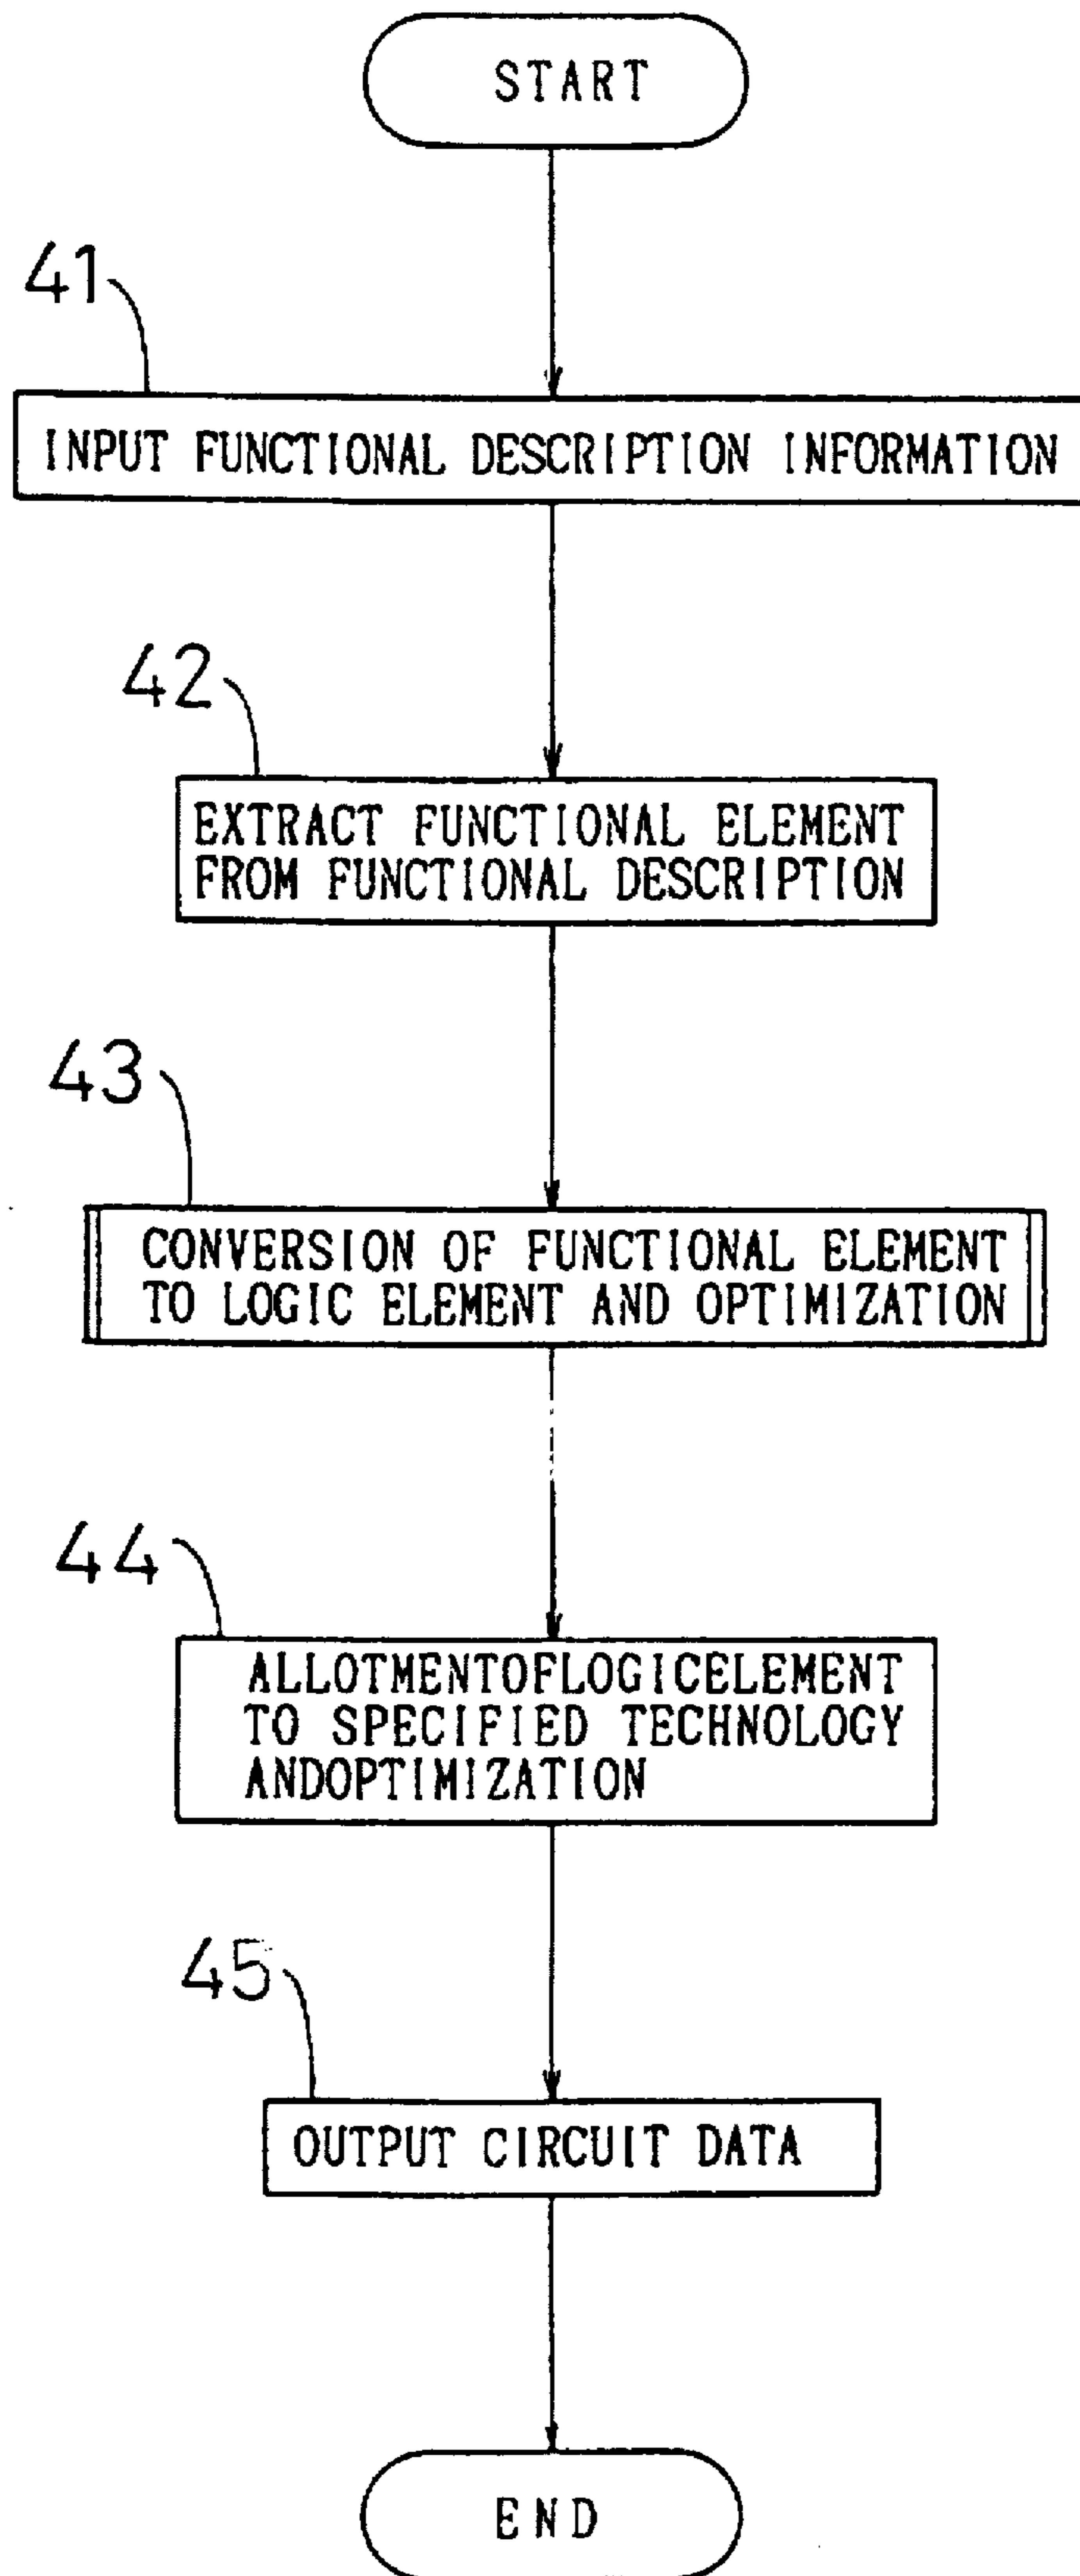 START
41
INPUT FUNCTIONAL DESCRIPTION INFORMATION
42
EXTRACT FUNCTIONAL ELEMENT
FROM FUNCTIONAL DESCRIPTION
43
CONVERSION OF FUNCTIONAL ELEMENT
TO LOGIC ELEMENT AND OPTIMIZATION
44
ALLOTMENTOFLOGICELEMENT
TO SPECIFIED TECHNOLOGY
ANDOPTIMIZATION
45
OUTPUT CIRCUIT DATA
END